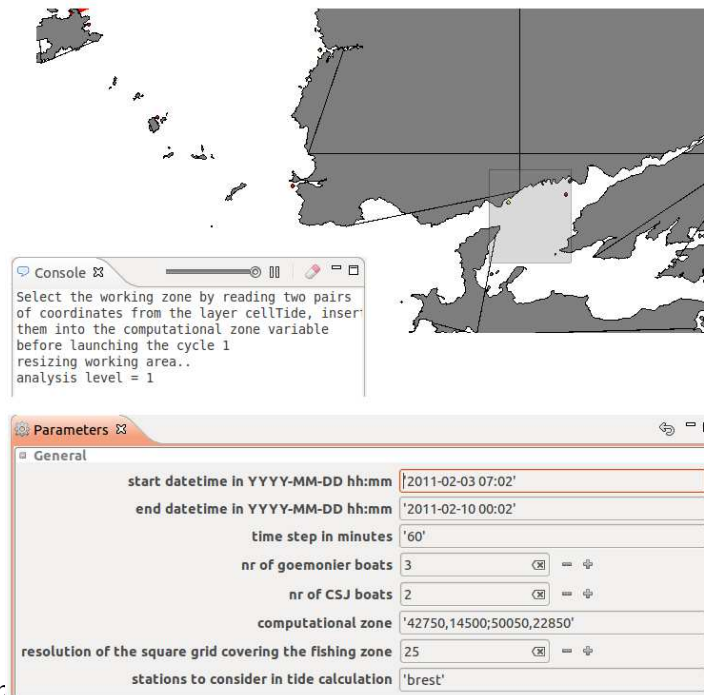 Console
Select the working zone by reading two pairs
of coordinates from the layer cellTide, inser
them into the computational zone variable
before launching the cycle 1
resizing working area..
analysis level = 1
Parameters
General
start datetime in YYYY-MM-DD hh:mm '2011-02-03 07:02'
end datetime in YYYY-MM-DD hh:mm '2011-02-10 00:02'
time step in minutes '60'
nr of goemonier boats 3
nr of CSJ boats 2
computational zone '42750,14500;50050,22850'
resolution of the square grid covering the fishing zone 25
stations to consider in tide calculation 'brest'